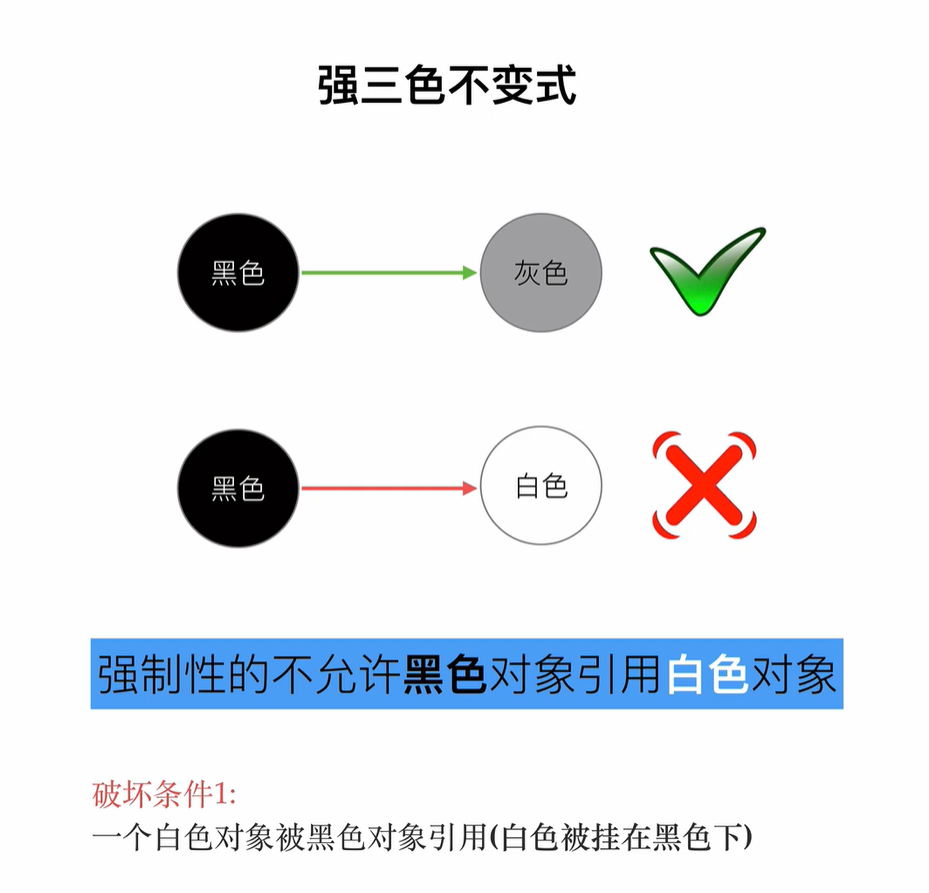 强三色不变式
黑色
灰色
黑色
白色
强制性的不允许黑色对象引用白色对象
破坏条件1:
一个白色对象被黑色对象引用(白色被挂在黑色下)